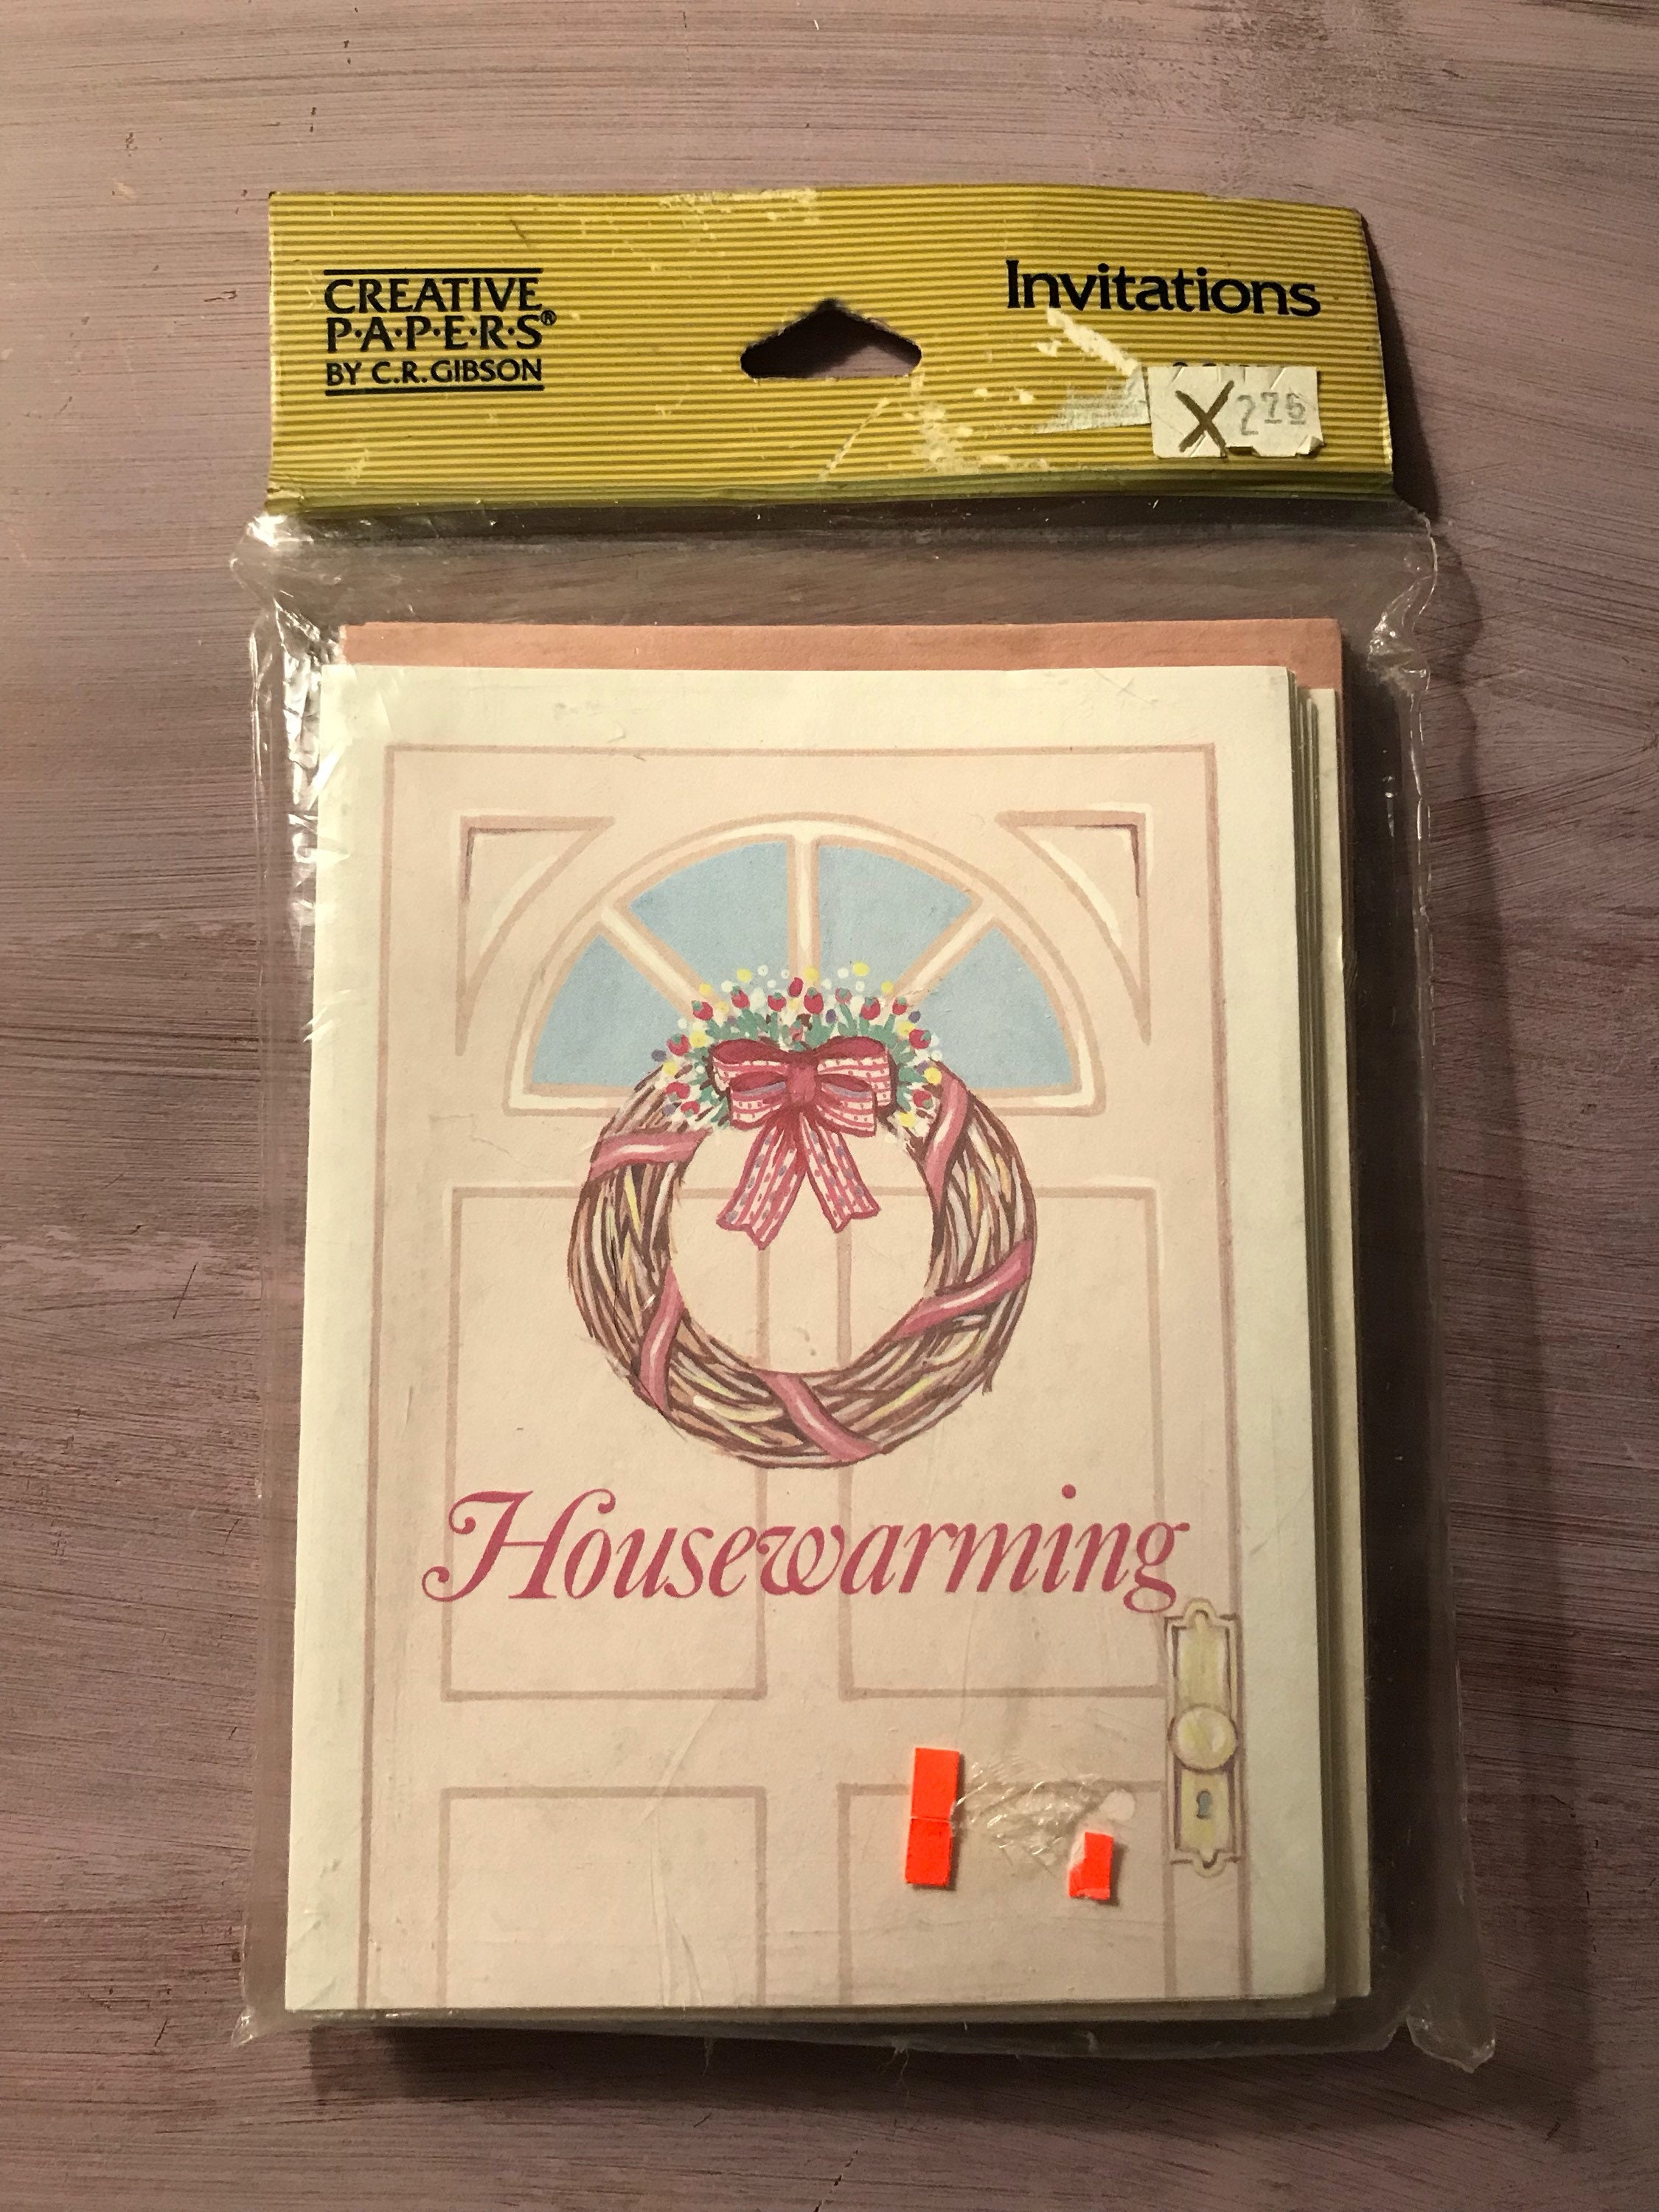 CREATIVE
P·A·P·E·R·S®
BY C.R. GIBSON
Invitations
X 2.75
Housewarming